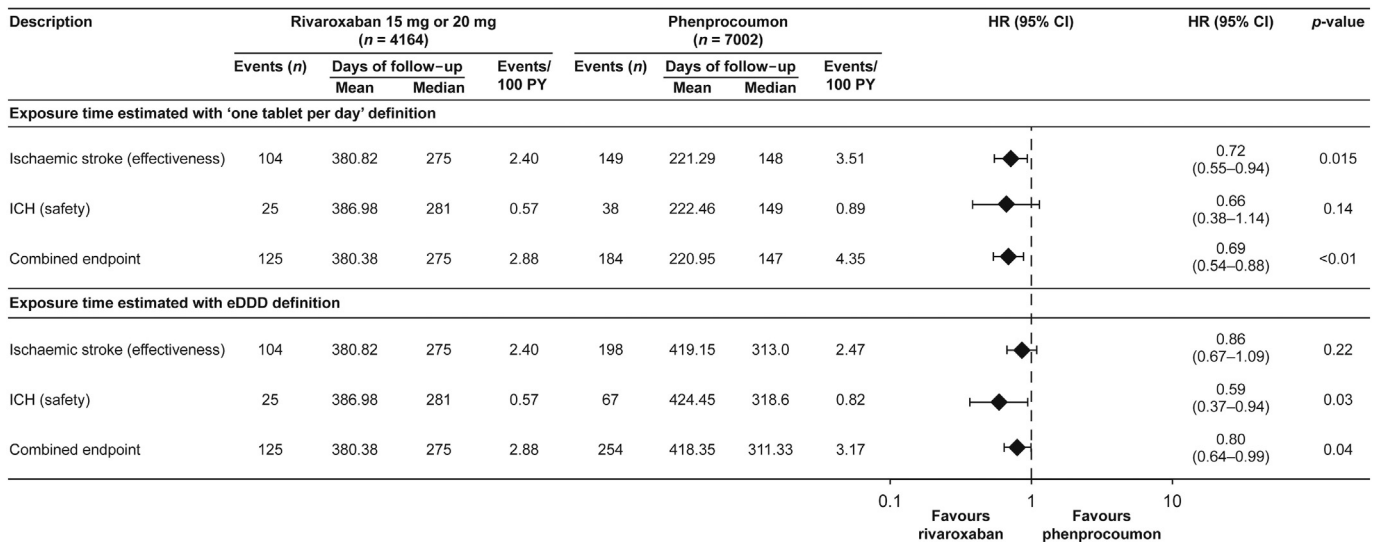 Description Rivaroxaban 15 mg or 20 mg Phenprocoumon HR (95% CI) HR (95% CI) p-value
(n = 4164) (n = 7002)
Events (n) Days of follow–up Events/ Events (n) Days of follow–up Events/
Mean Median 100 PY Mean Median 100 PY
Exposure time estimated with ‘one tablet per day’ definition
Ischaemic stroke (effectiveness) 104 380.82 275 2.40 149 221.29 148 3.51 0.72 0.015
(0.55–0.94)
ICH (safety) 25 386.98 281 0.57 38 222.46 149 0.89 0.66 0.14
(0.38–1.14)
Combined endpoint 125 380.38 275 2.88 184 220.95 147 4.35 0.69 <0.01
(0.54–0.88)
Exposure time estimated with eDDD definition
Ischaemic stroke (effectiveness) 104 380.82 275 2.40 198 419.15 313.0 2.47 0.86 0.22
(0.67–1.09)
ICH (safety) 25 386.98 281 0.57 67 424.45 318.6 0.82 0.59 0.03
(0.37–0.94)
Combined endpoint 125 380.38 275 2.88 254 418.35 311.33 3.17 0.80 0.04
(0.64–0.99)
0.1 1 10
Favours Favours
rivaroxaban phenprocoumon